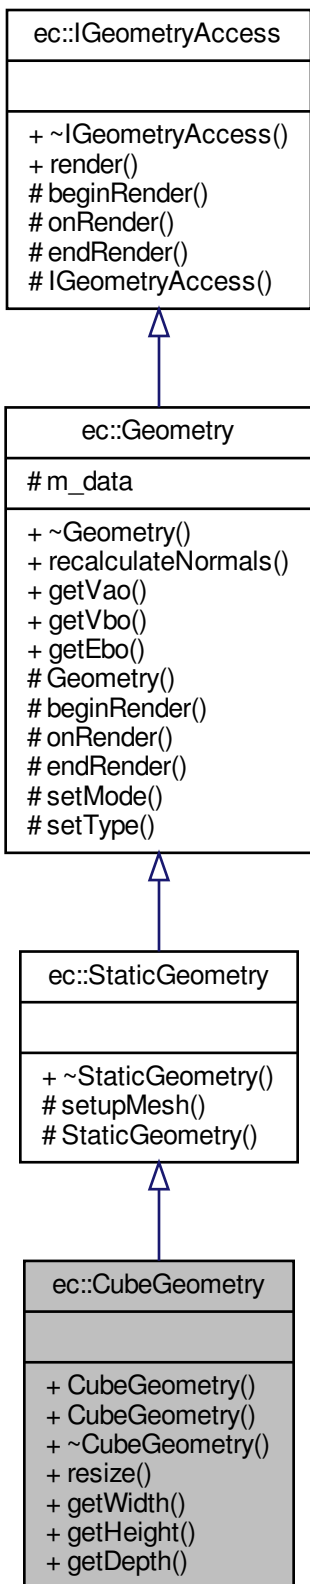 ec::IGeometryAccess
+ ~IGeometryAccess()
+ render()
# beginRender()
# onRender()
# endRender()
# IGeometryAccess()
ec::Geometry
# m_data
+ ~Geometry()
+ recalculateNormals()
+ getVao()
+ getVbo()
+ getEbo()
# Geometry()
# beginRender()
# onRender()
# endRender()
# setMode()
# setType()
ec::StaticGeometry
+ ~StaticGeometry()
# setupMesh()
# StaticGeometry()
ec::CubeGeometry
+ CubeGeometry()
+ CubeGeometry()
+ ~CubeGeometry()
+ resize()
+ getWidth()
+ getHeight()
+ getDepth()